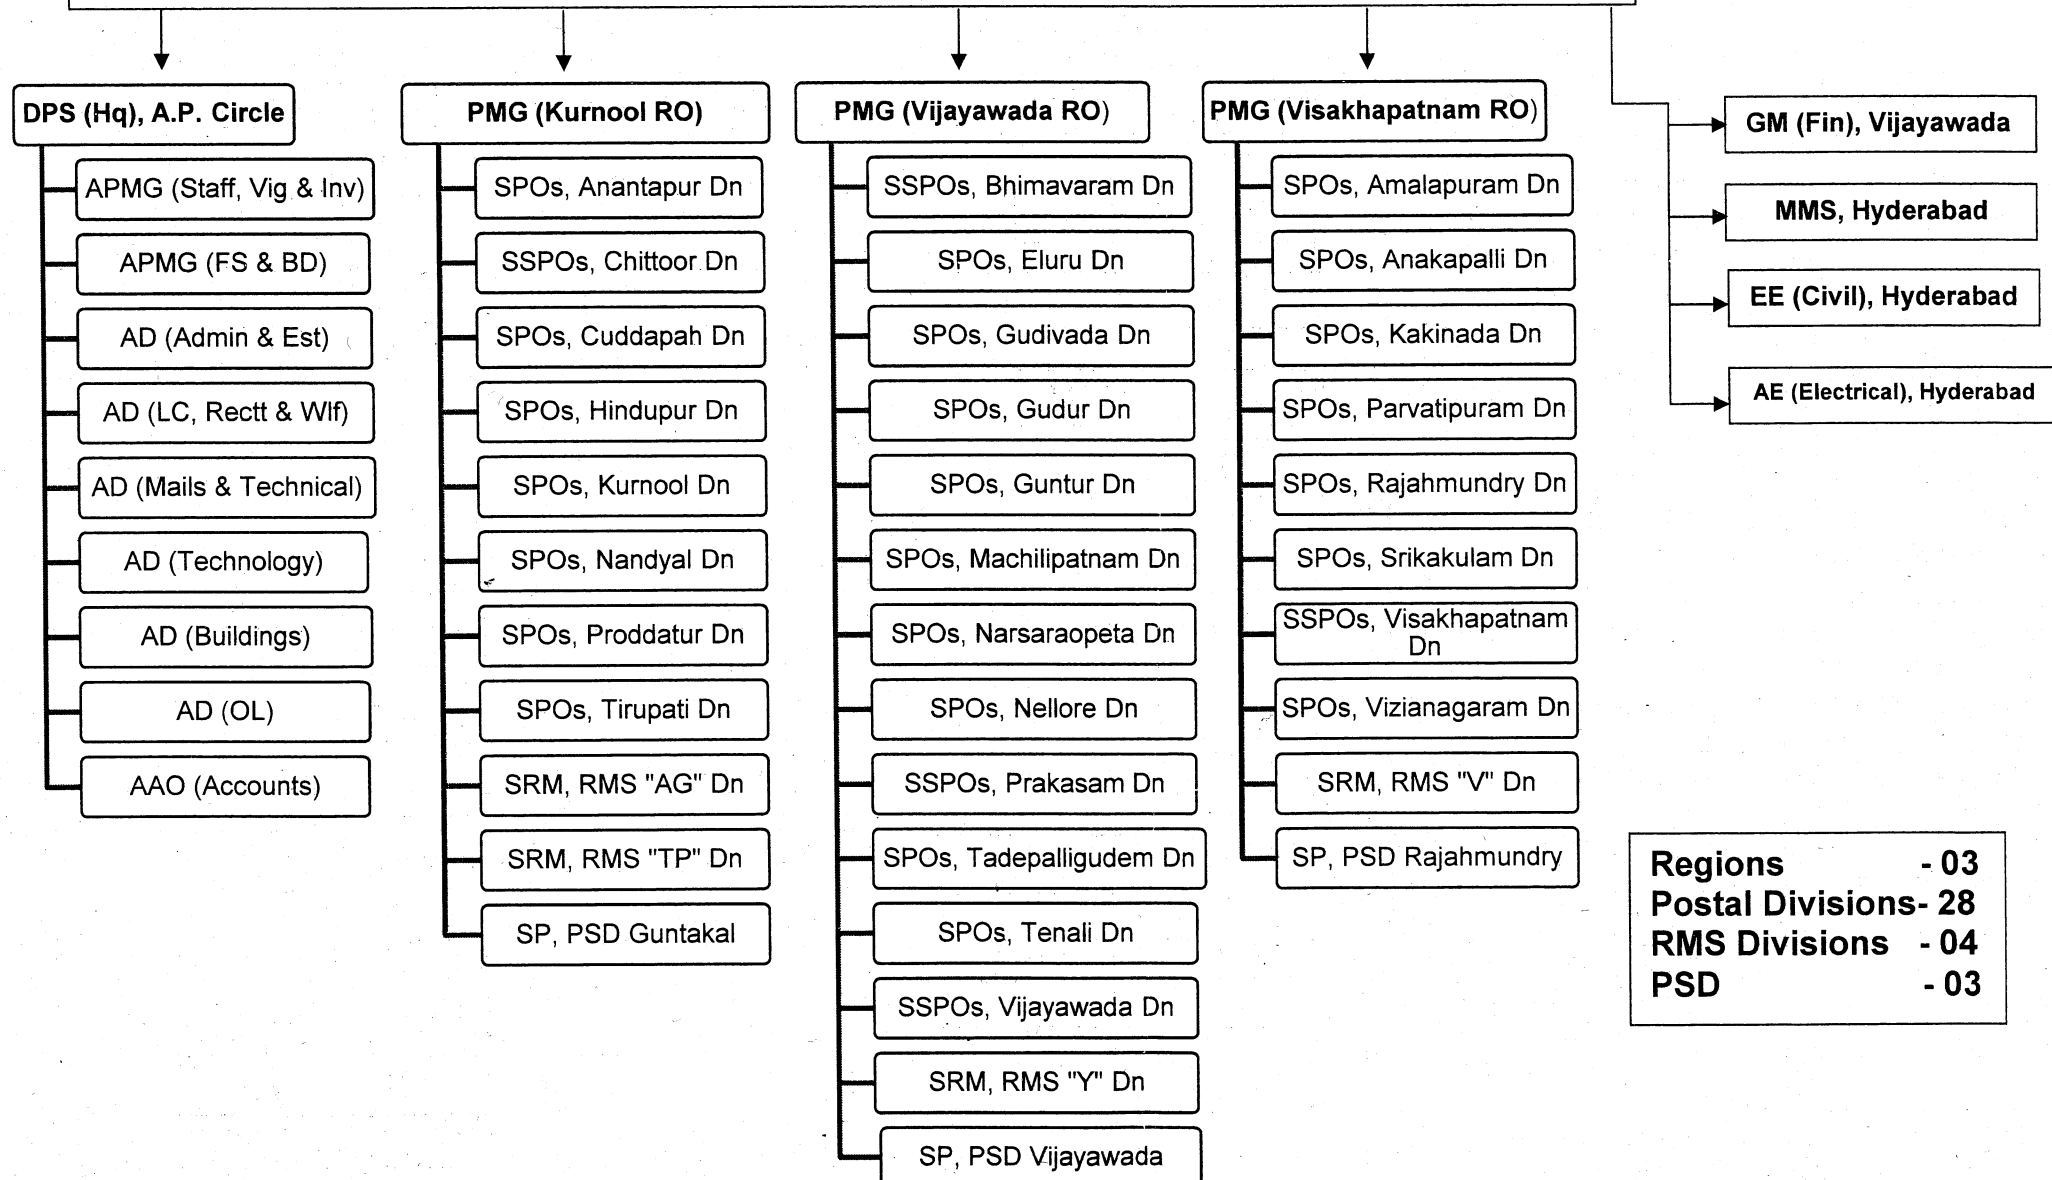 DPS (Hq), A.P. Circle
APMG (Staff, Vig & Inv)
APMG (FS & BD)
AD (Admin & Est)
AD (LC, Rectt & Wlf)
AD (Mails & Technical)
AD (Technology)
AD (Buildings)
AD (OL)
AAO (Accounts)
PMG (Kurnool RO)
SPOs, Anantapur Dn
SSPOs, Chittoor Dn
SPOs, Cuddapah Dn
SPOs, Hindupur Dn
SPOs, Kurnool Dn
SPOs, Nandyal Dn
SPOs, Proddatur Dn
SPOs, Tirupati Dn
SRM, RMS "AG" Dn
SRM, RMS "TP" Dn
SP, PSD Guntakal
PMG (Vijayawada RO)
SSPOs, Bhimavaram Dn
SPOs, Eluru Dn
SPOs, Gudivada Dn
SPOs, Gudur Dn
SPOs, Guntur Dn
SPOs, Machilipatnam Dn
SPOs, Narsaraopeta Dn
SPOs, Nellore Dn
SSPOs, Prakasam Dn
SPOs, Tadepalligudem Dn
SPOs, Tenali Dn
SSPOs, Vijayawada Dn
SRM, RMS "Y" Dn
SP, PSD Vijayawada
PMG (Visakhapatnam RO)
SPOs, Amalapuram Dn
SPOs, Anakapalli Dn
SPOs, Kakinada Dn
SPOs, Parvatipuram Dn
SPOs, Rajahmundry Dn
SPOs, Srikakulam Dn
SSPOs, Visakhapatnam
Dn
SPOs, Vizianagaram Dn
SRM, RMS "V" Dn
SP, PSD Rajahmundry
GM (Fin), Vijayawada
MMS, Hyderabad
EE (Civil), Hyderabad
AE (Electrical), Hyderabad
Regions - 03
Postal Divisions- 28
RMS Divisions - 04
PSD - 03